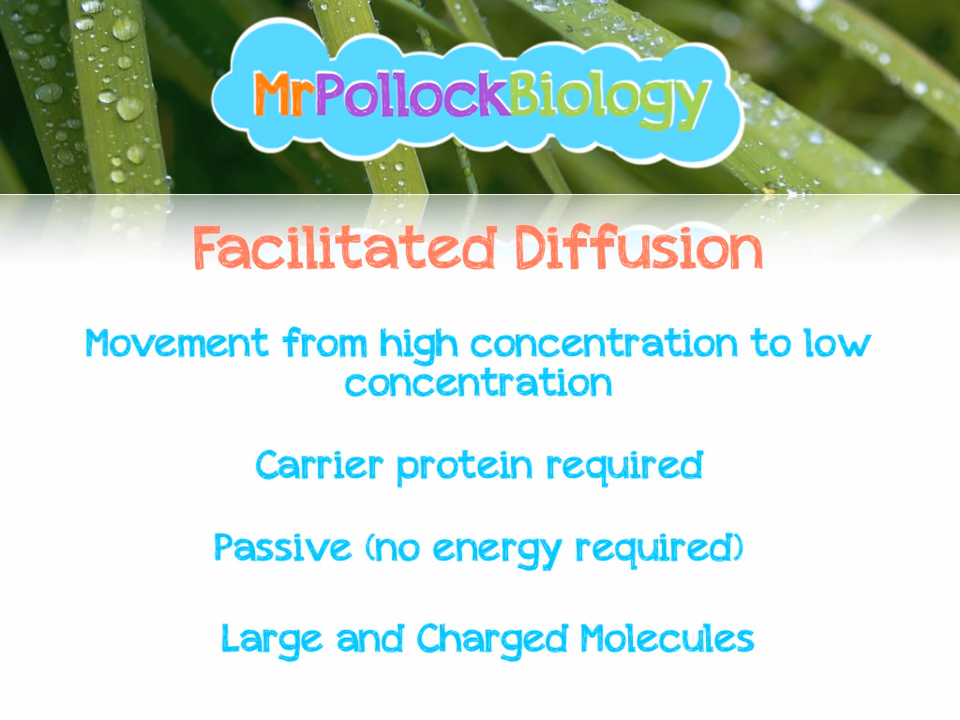 MrPollockBiology
Facilitated Diffusion
Movement from high concentration to low
concentration
Carrier protein required
Passive (no energy required)
Large and Charged Molecules